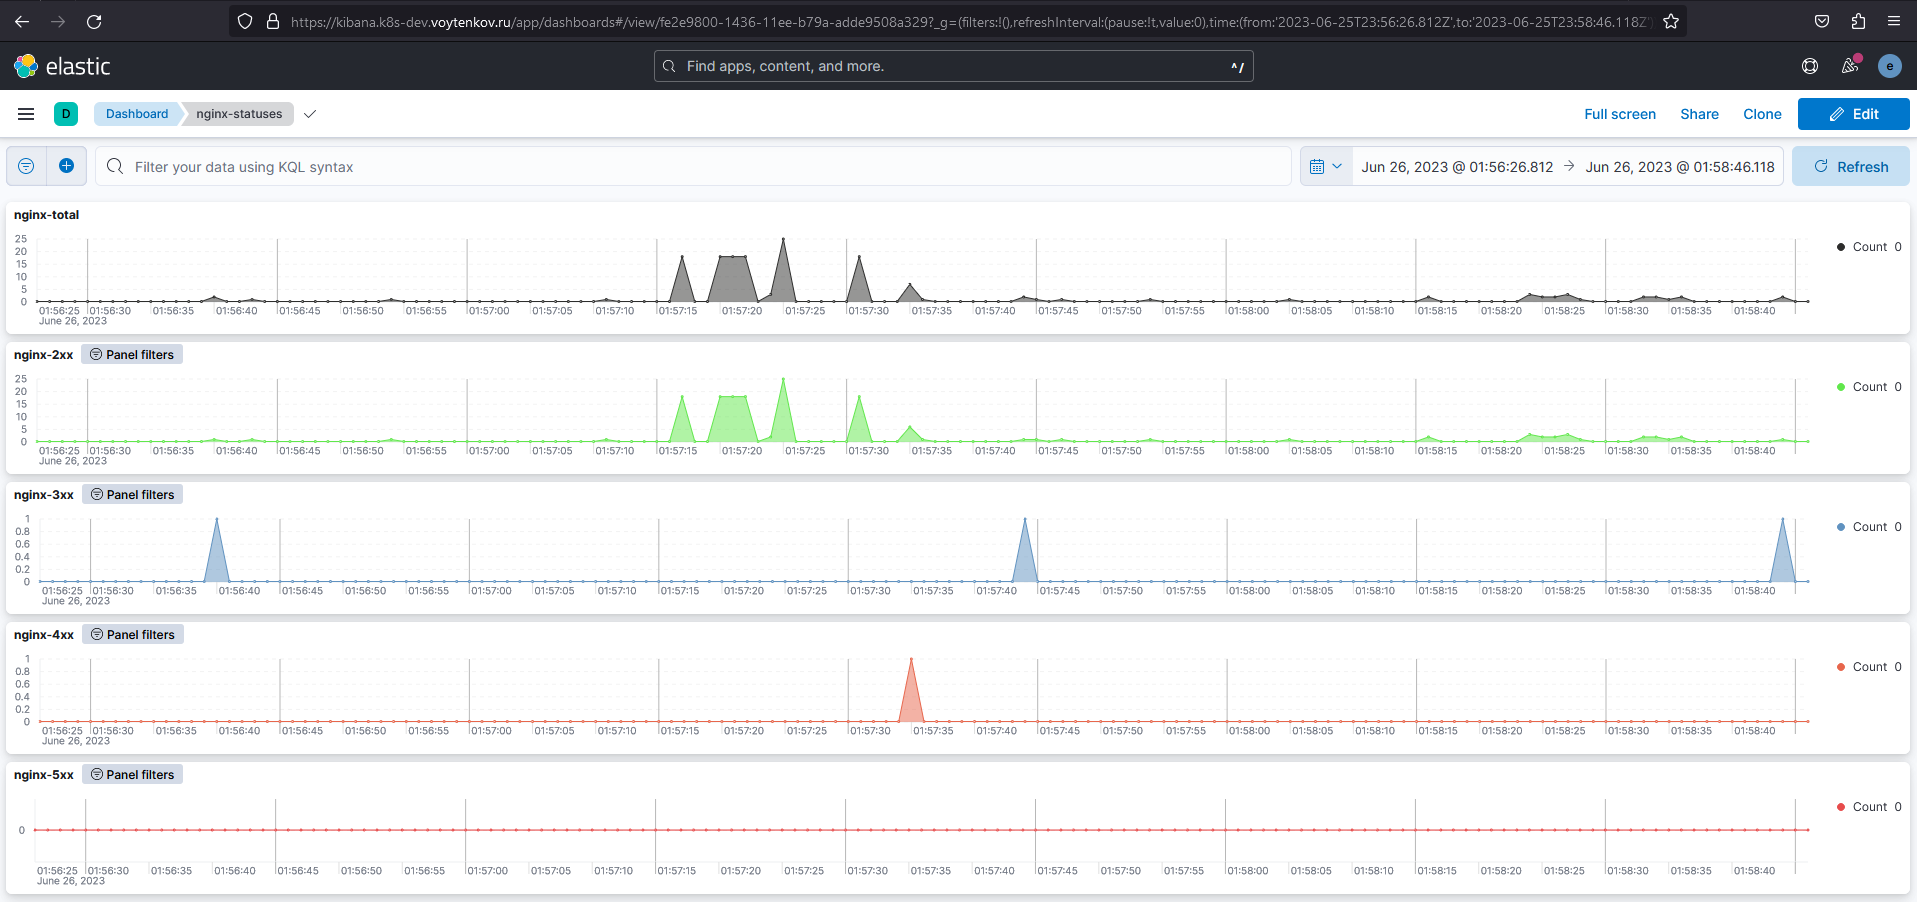 https://kibana.k8s-dev.voytenkov.ru/app/dashboards#/view/fe2e9800-1436-11ee-b79a-adde9508a329?_g=(filters:!(),refreshInterval:(pause:!t,value:0),time:(from:'2023-06-25T23:56:26.812Z',to:'2023-06-25T23:58:46.118Z')
elastic Find apps, content, and more. ^/ e
D Dashboard nginx-statuses Full screen Share Clone Edit
Filter your data using KQL syntax Jun 26, 2023 @ 01:56:26.812 → Jun 26, 2023 @ 01:58:46.118 Refresh
nginx-total
25
20
15
10
5
0
Count 0
01:56:25 01:56:30 01:56:35 01:56:40 01:56:45 01:56:50 01:56:55 01:57:00 01:57:05 01:57:10 01:57:15 01:57:20 01:57:25 01:57:30 01:57:35 01:57:40 01:57:45 01:57:50 01:57:55 01:58:00 01:58:05 01:58:10 01:58:15 01:58:20 01:58:25 01:58:30 01:58:35 01:58:40
June 26, 2023
nginx-2xx Panel filters
25
20
15
10
5
0
Count 0
01:56:25 01:56:30 01:56:35 01:56:40 01:56:45 01:56:50 01:56:55 01:57:00 01:57:05 01:57:10 01:57:15 01:57:20 01:57:25 01:57:30 01:57:35 01:57:40 01:57:45 01:57:50 01:57:55 01:58:00 01:58:05 01:58:10 01:58:15 01:58:20 01:58:25 01:58:30 01:58:35 01:58:40
June 26, 2023
nginx-3xx Panel filters
1
0.8
0.6
0.4
0.2
0
Count 0
01:56:25 01:56:30 01:56:35 01:56:40 01:56:45 01:56:50 01:56:55 01:57:00 01:57:05 01:57:10 01:57:15 01:57:20 01:57:25 01:57:30 01:57:35 01:57:40 01:57:45 01:57:50 01:57:55 01:58:00 01:58:05 01:58:10 01:58:15 01:58:20 01:58:25 01:58:30 01:58:35 01:58:40
June 26, 2023
nginx-4xx Panel filters
1
0.8
0.6
0.4
0.2
0
Count 0
01:56:25 01:56:30 01:56:35 01:56:40 01:56:45 01:56:50 01:56:55 01:57:00 01:57:05 01:57:10 01:57:15 01:57:20 01:57:25 01:57:30 01:57:35 01:57:40 01:57:45 01:57:50 01:57:55 01:58:00 01:58:05 01:58:10 01:58:15 01:58:20 01:58:25 01:58:30 01:58:35 01:58:40
June 26, 2023
nginx-5xx Panel filters
0
Count 0
01:56:25 01:56:30 01:56:35 01:56:40 01:56:45 01:56:50 01:56:55 01:57:00 01:57:05 01:57:10 01:57:15 01:57:20 01:57:25 01:57:30 01:57:35 01:57:40 01:57:45 01:57:50 01:57:55 01:58:00 01:58:05 01:58:10 01:58:15 01:58:20 01:58:25 01:58:30 01:58:35 01:58:40
June 26, 2023